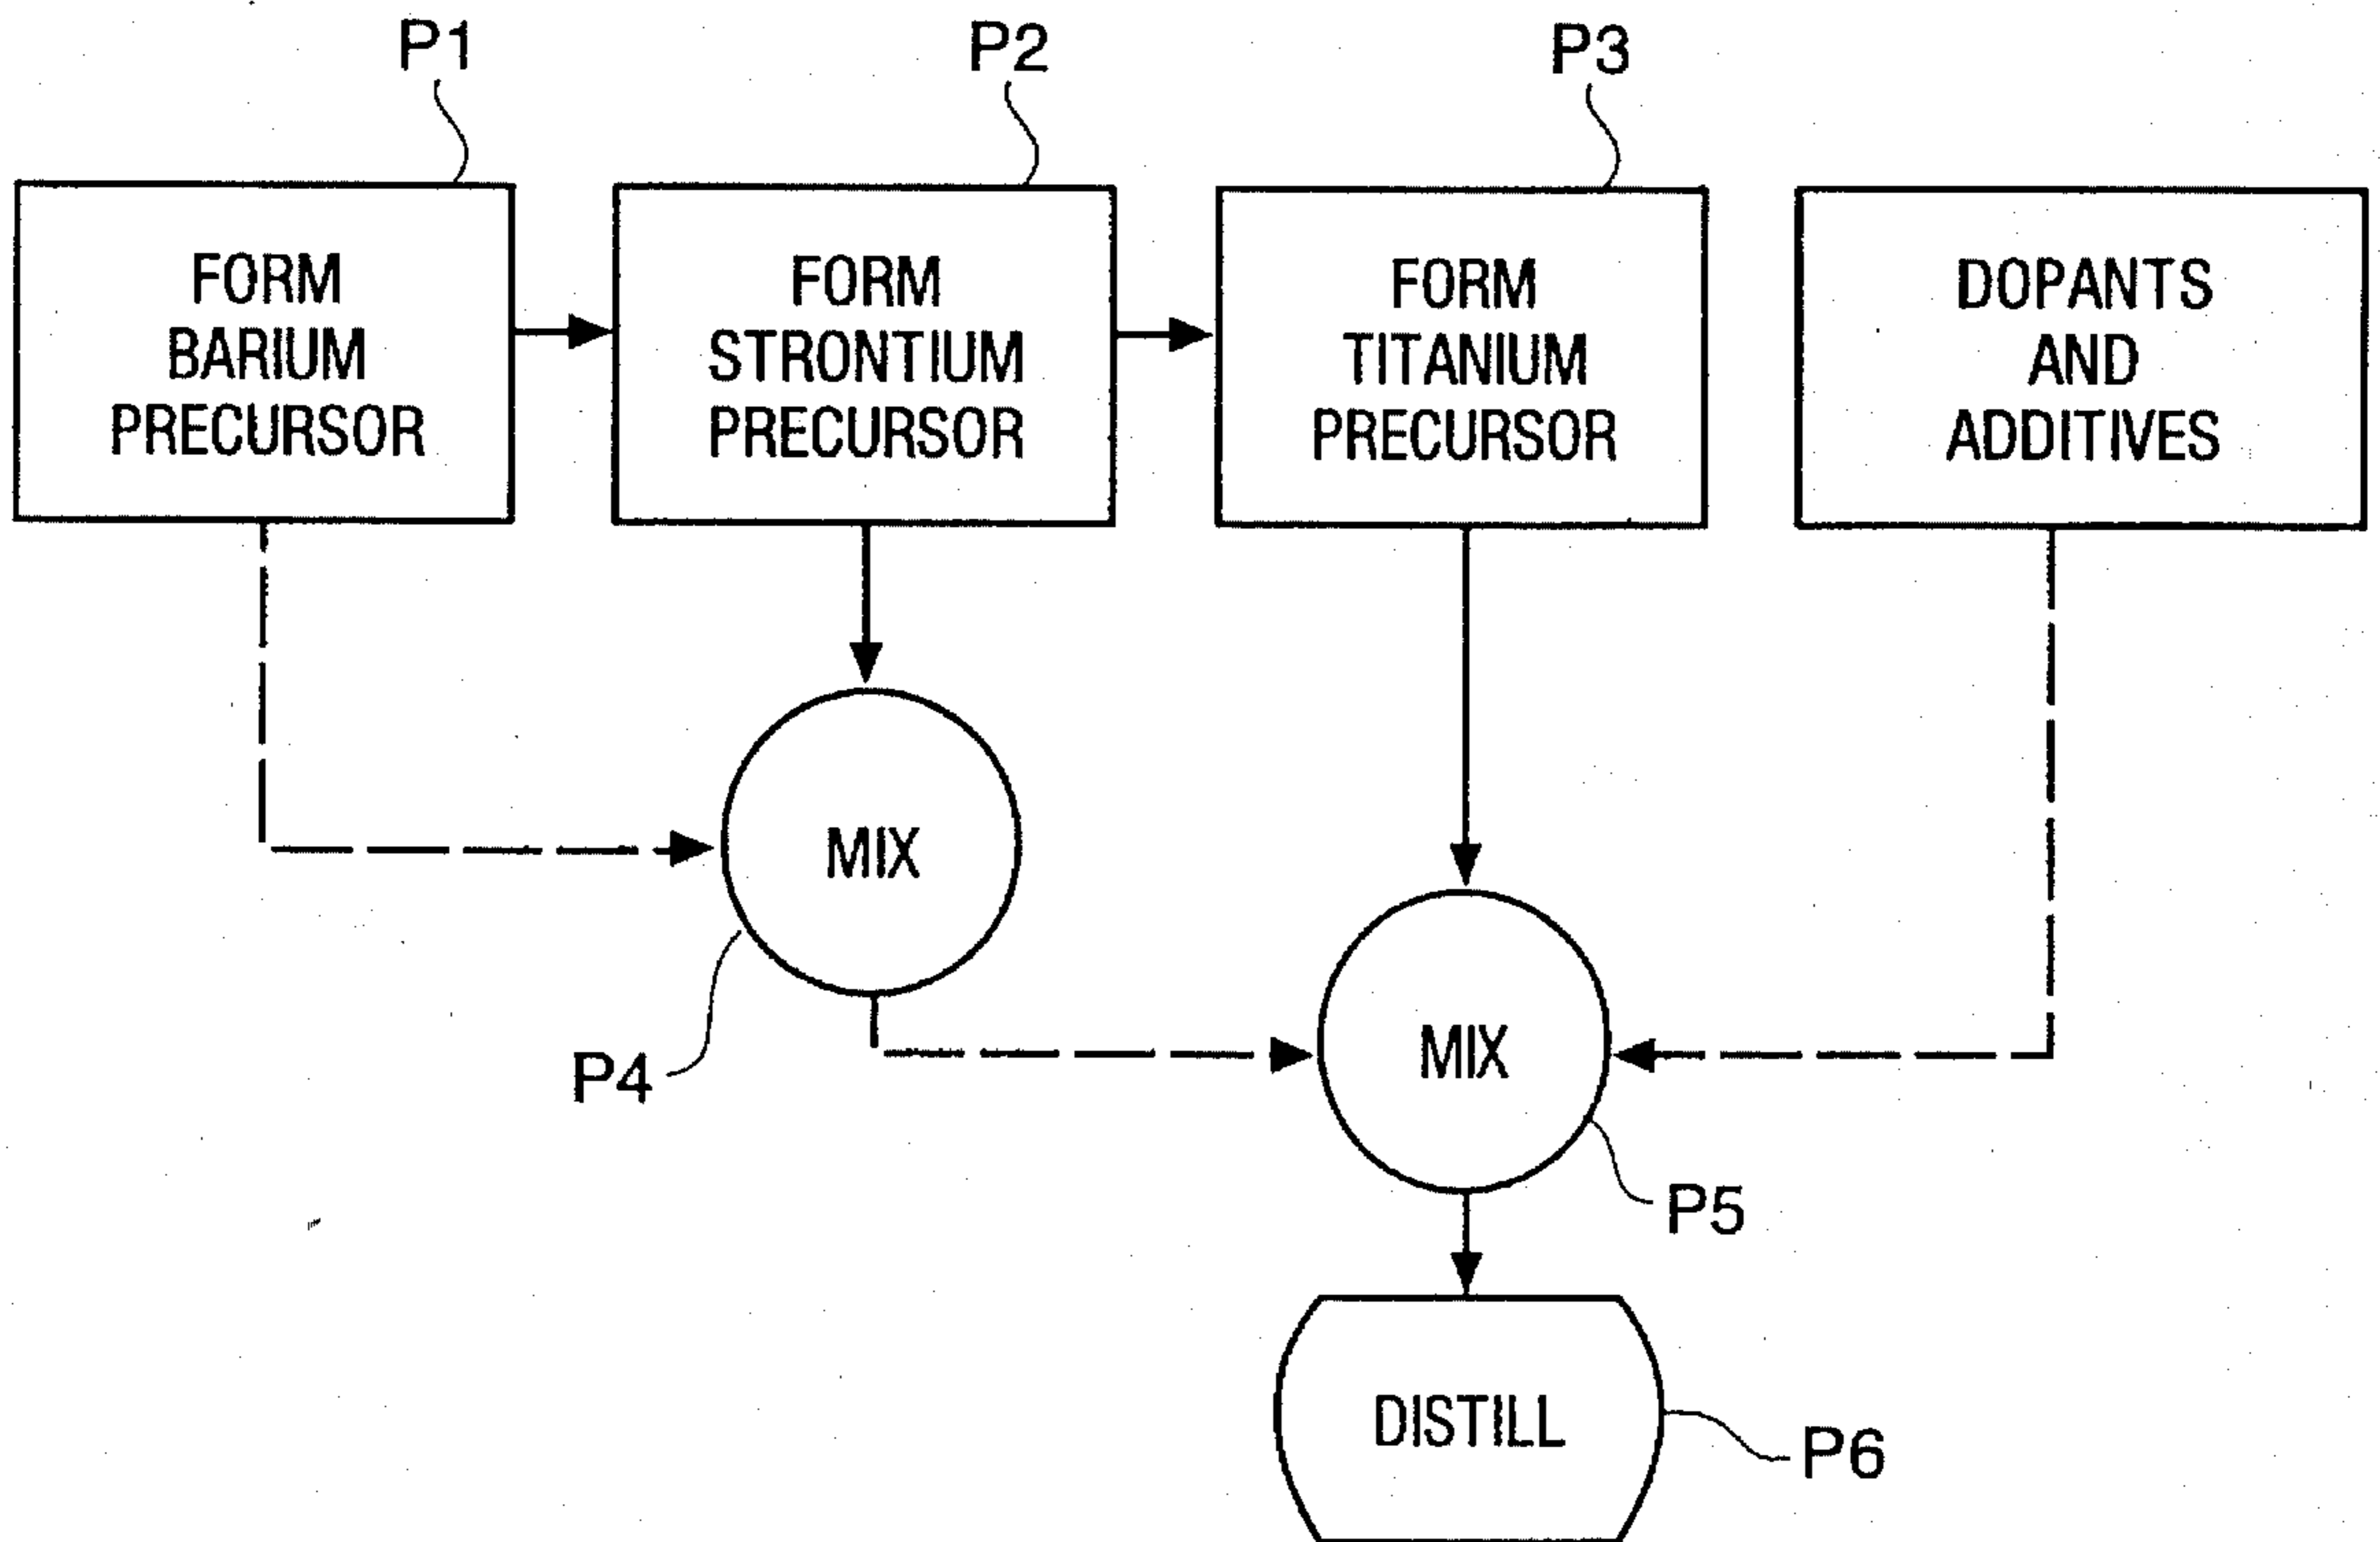 P1
P2
P3
FORM
BARIUM
PRECURSOR
FORM
STRONTIUM
PRECURSOR
FORM
TITANIUM
PRECURSOR
DOPANTS
AND
ADDITIVES
MIX
P4
MIX
P5
DISTILL
P6